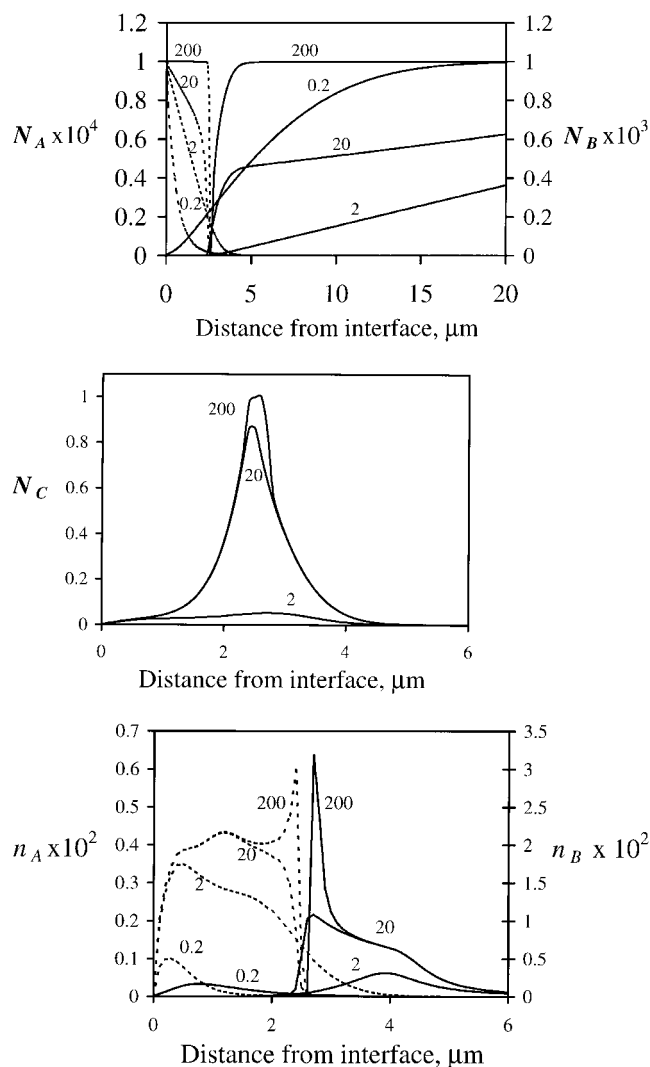 1.2 1.2
1 200 200 1
20 0.2
0.8 0.8
N_A x10^4 0.6 20 0.6 N_B x10^3
2
0.4 0.4
0.2 2
0.2 0.2
0 0
0 5 10 15 20
Distance from interface, μm
1 200
0.8
20
N_C 0.6
0.4
0.2 2
0
0 2 4 6
Distance from interface, μm
0.7 3.5
0.6 200 200 3
0.5 2.5
n_A x10^2 0.4 20 2 n_B x 10^2
0.3 2 1.5
0.2 20 1
0.1 0.2 0.2 2 0.5
0 0
0 2 4 6
Distance from interface, μm